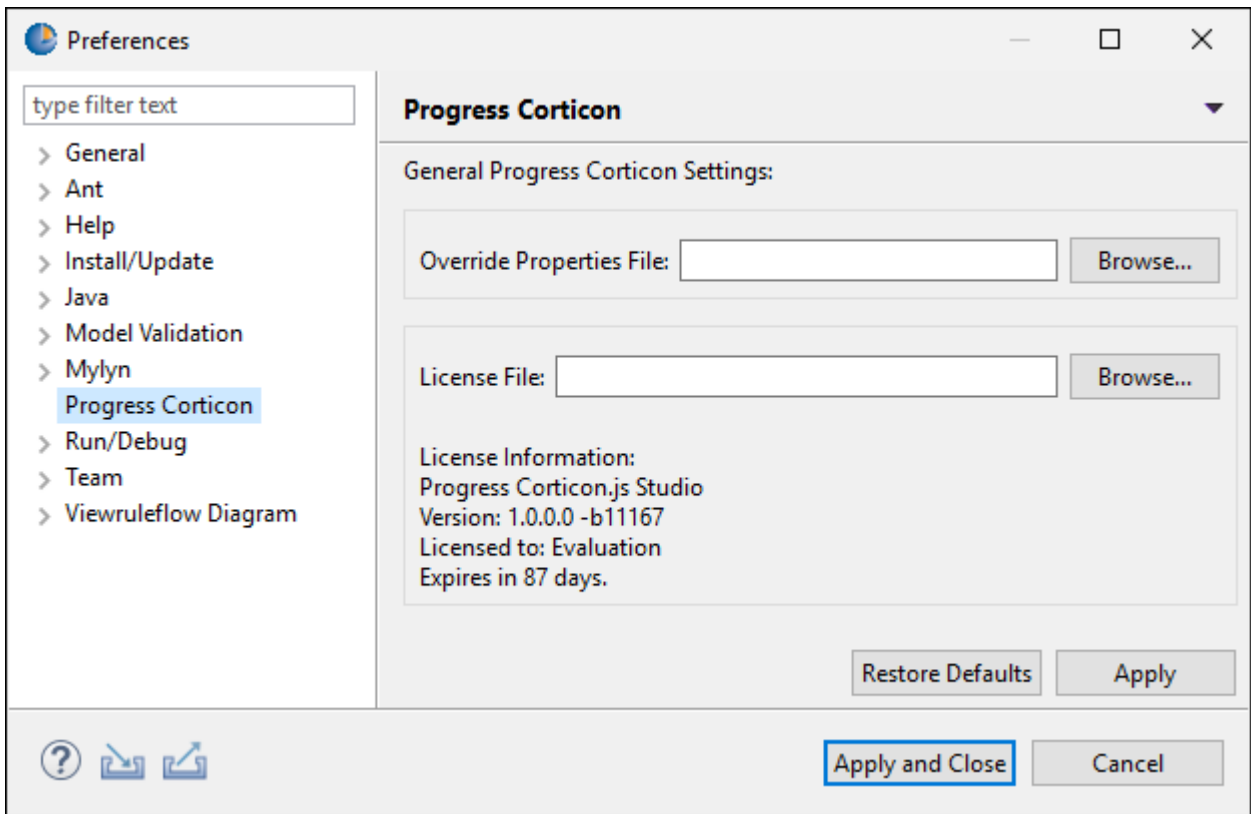 Preferences
type filter text
General
Ant
Help
Install/Update
Java
Model Validation
Mylyn
Progress Corticon
Run/Debug
Team
Viewruleflow Diagram
Progress Corticon
General Progress Corticon Settings:
Override Properties File:
Browse...
License File:
Browse...
License Information:
Progress Corticon.js Studio
Version: 1.0.0.0 -b11167
Licensed to: Evaluation
Expires in 87 days.
Restore Defaults
Apply
?
Apply and Close
Cancel